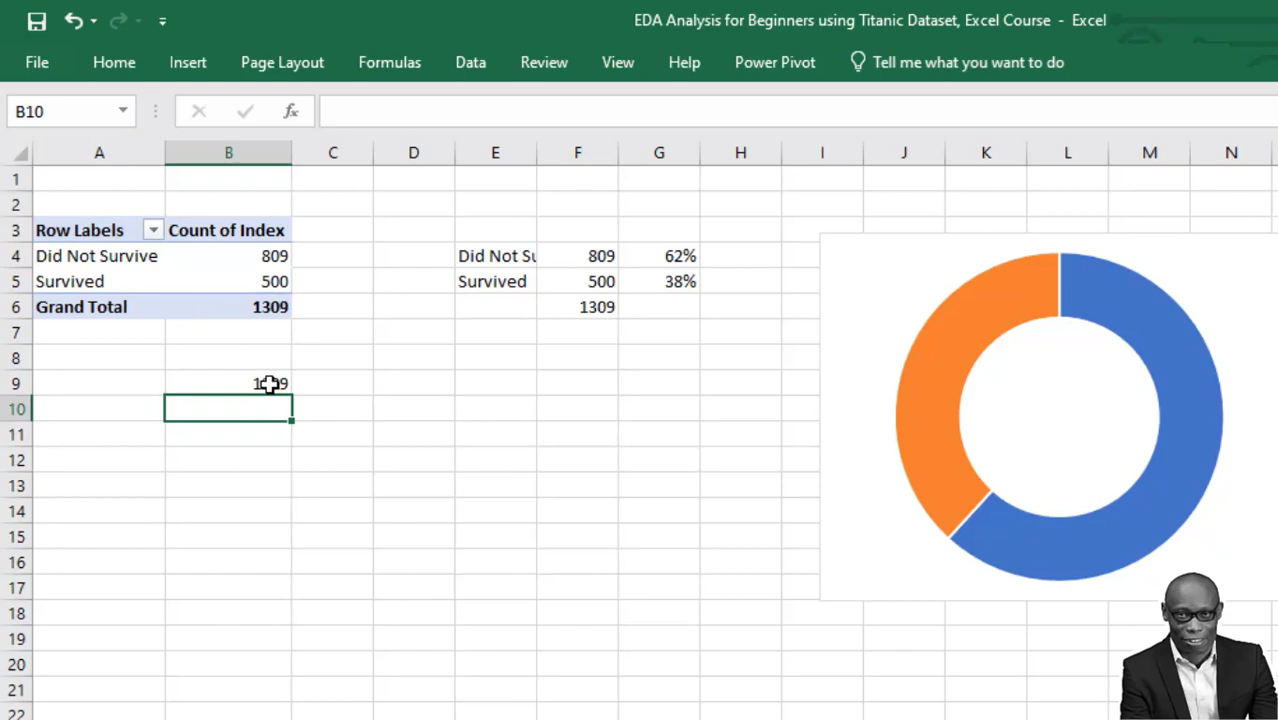 EDA Analysis for Beginners using Titanic Dataset, Excel Course - Excel
File Home Insert Page Layout Formulas Data Review View Help Power Pivot Tell me what you want to do
B10 fx
A B C D E F G H I J K L M N
1
2
3 Row Labels Count of Index
4 Did Not Survive 809 Did Not Su 809 62%
5 Survived 500 Survived 500 38%
6 Grand Total 1309 1309
7
8
9
10
11
12
13
14
15
16
17
18
19
20
21
22